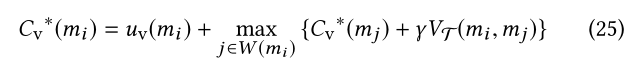 C_v*(m_i) = u_v(m_i) + max_{j∈W(m_i)} {C_v*(m_j) + γV_𝒯(m_i, m_j)} (25)